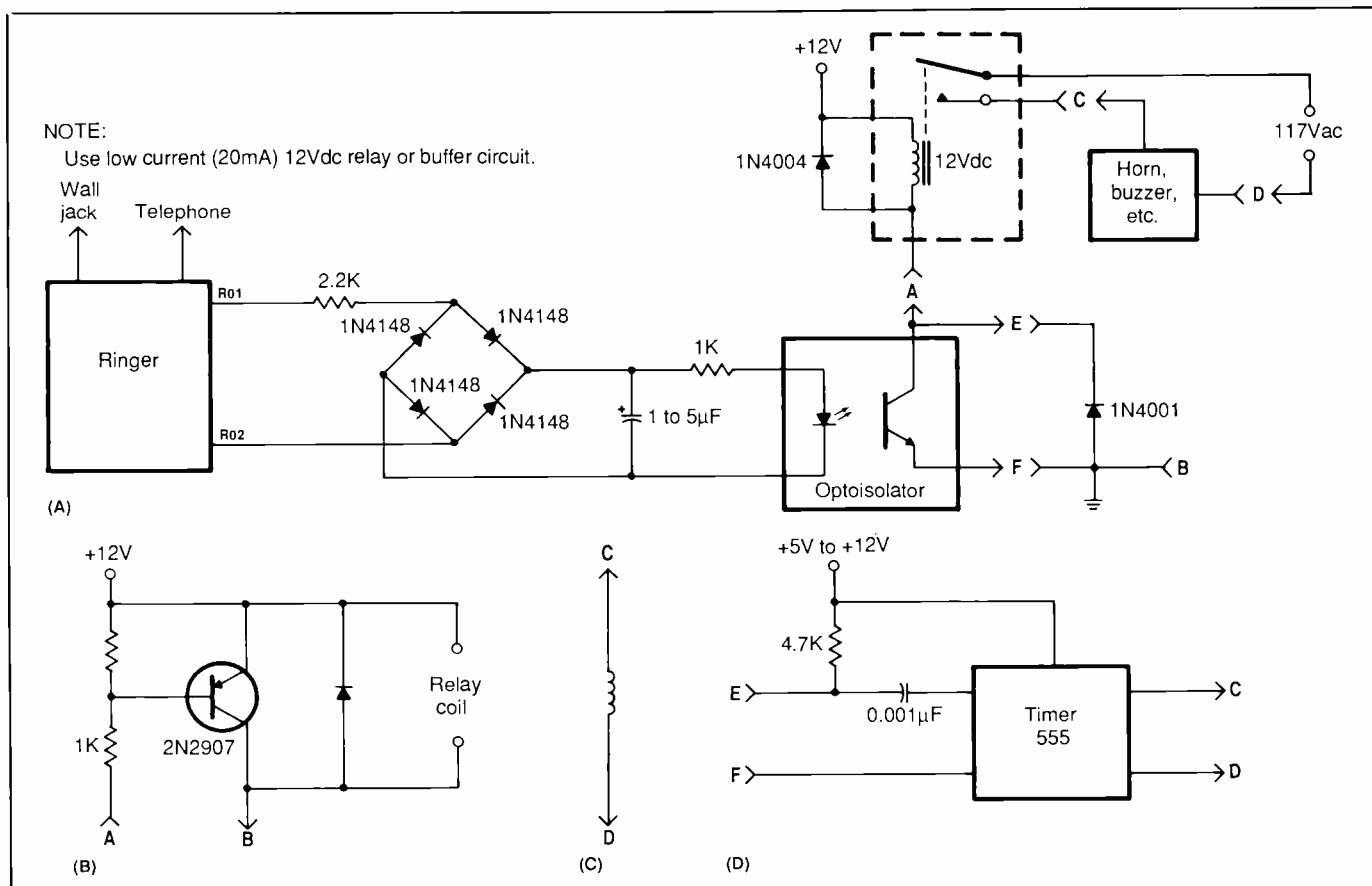 NOTE:
Use low current (20mA) 12Vdc relay or buffer circuit.
Wall
jack
Telephone
Ringer
R01
R02
2.2K
1N4148
1N4148
1N4148
1N4148
1 to 5µF
+
1K
Optoisolator
+12V
1N4004
12Vdc
C
117Vac
Horn,
buzzer,
etc.
D
A
E
1N4001
F
B
(A)
+12V
1K
2N2907
Relay
coil
A
B
(B)
C
D
(C)
+5V to +12V
4.7K
E
0.001µF
F
Timer
555
C
D
(D)